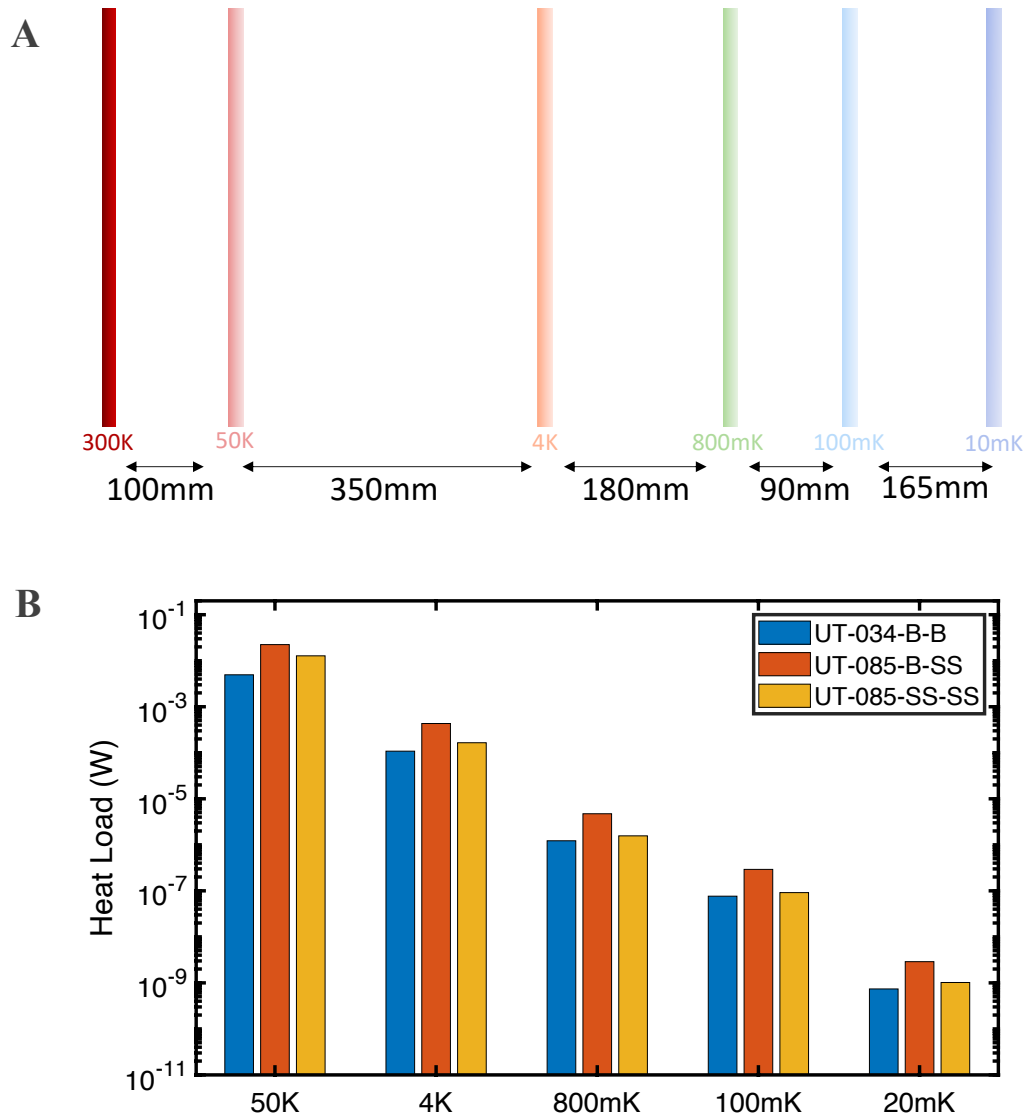 A
300K 50K 4K 800mK 100mK 10mK
100mm 350mm 180mm 90mm 165mm
B
UT-034-B-B
UT-085-B-SS
UT-085-SS-SS
Heat Load (W)
10^-1
10^-3
10^-5
10^-7
10^-9
10^-11
50K 4K 800mK 100mK 20mK